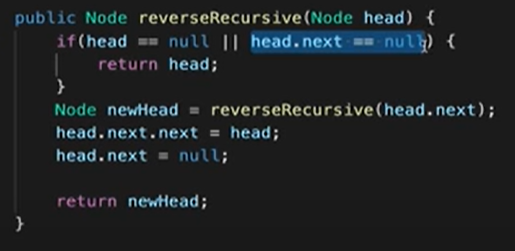 public Node reverseRecursive(Node head) {
if(head == null || head.next == null) {
return head;
}
Node newHead = reverseRecursive(head.next);
head.next.next = head;
head.next = null;
return newHead;
}